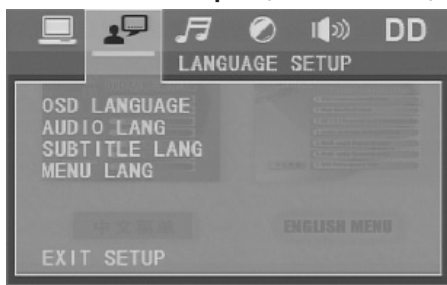 DD
LANGUAGE SETUP
OSD LANGUAGE
AUDIO LANG
SUBTITLE LANG
MENU LANG
ENGLISH MENU
EXIT SETUP